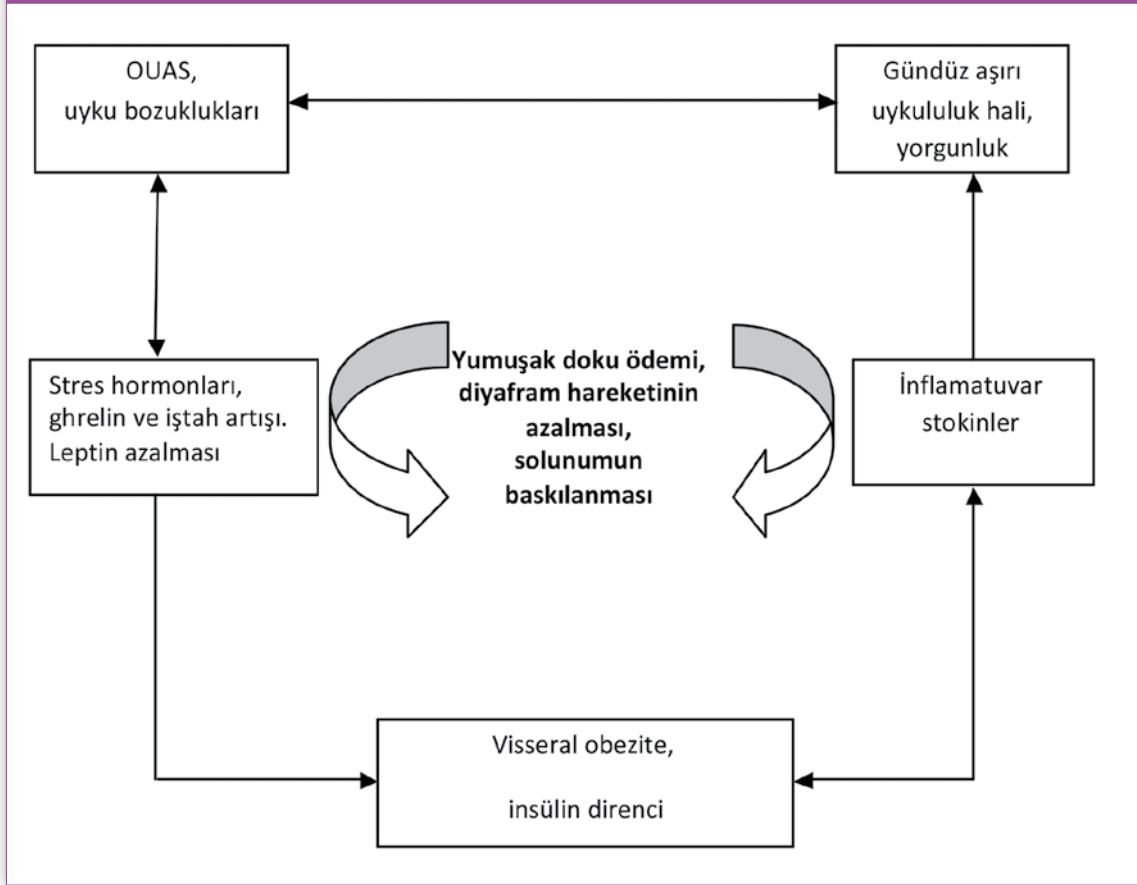 OUAS,
uyku bozuklukları
Gündüz aşırı
uykululuk hali,
yorgunluk
Stres hormonları,
ghrelin ve iştah artışı.
Leptin azalması
Yumuşak doku ödemi,
diyafram hareketinin
azalması,
solunumun
baskılanması
İnflamatuvar
stokinler
Visseral obezite,
insülin direnci